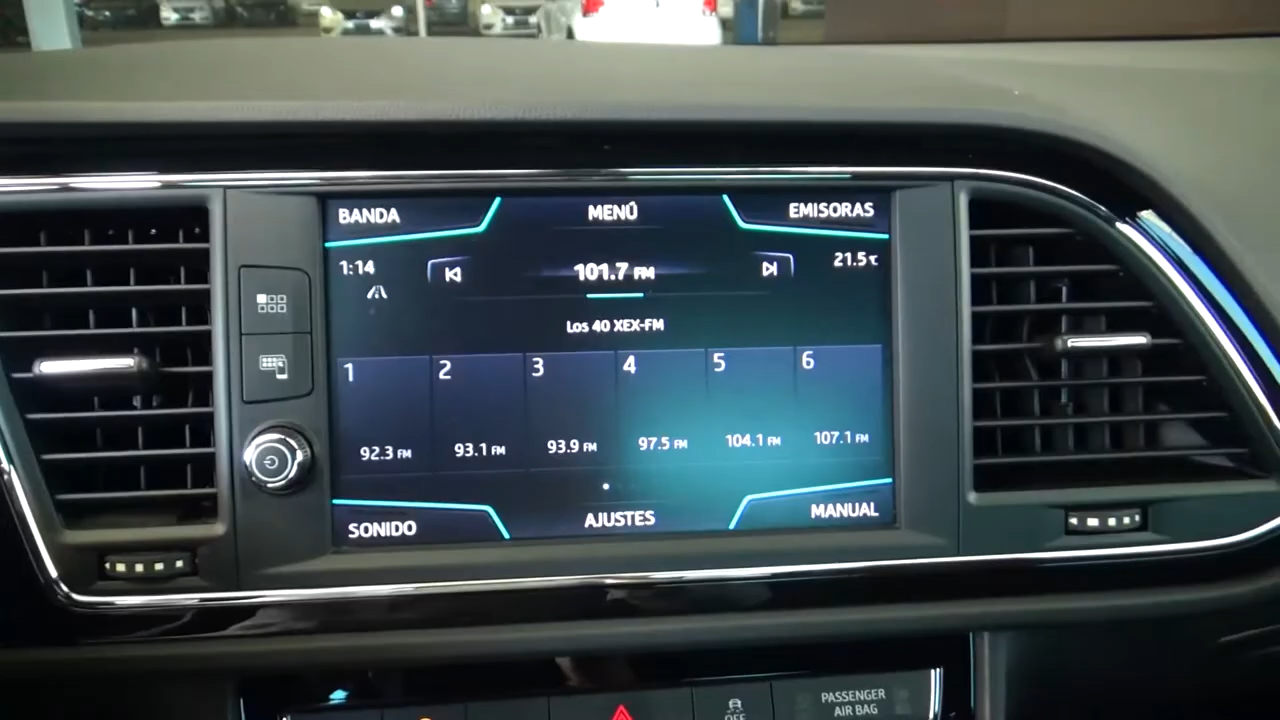 BANDA
MENÚ
EMISORAS
1:14
101.7 FM
21.5°C
Los 40 XEX-FM
1
2
3
4
5
6
92.3 FM
93.1 FM
93.9 FM
97.5 FM
104.1 FM
107.1 FM
SONIDO
AJUSTES
MANUAL
OFF
PASSENGER
AIR BAG